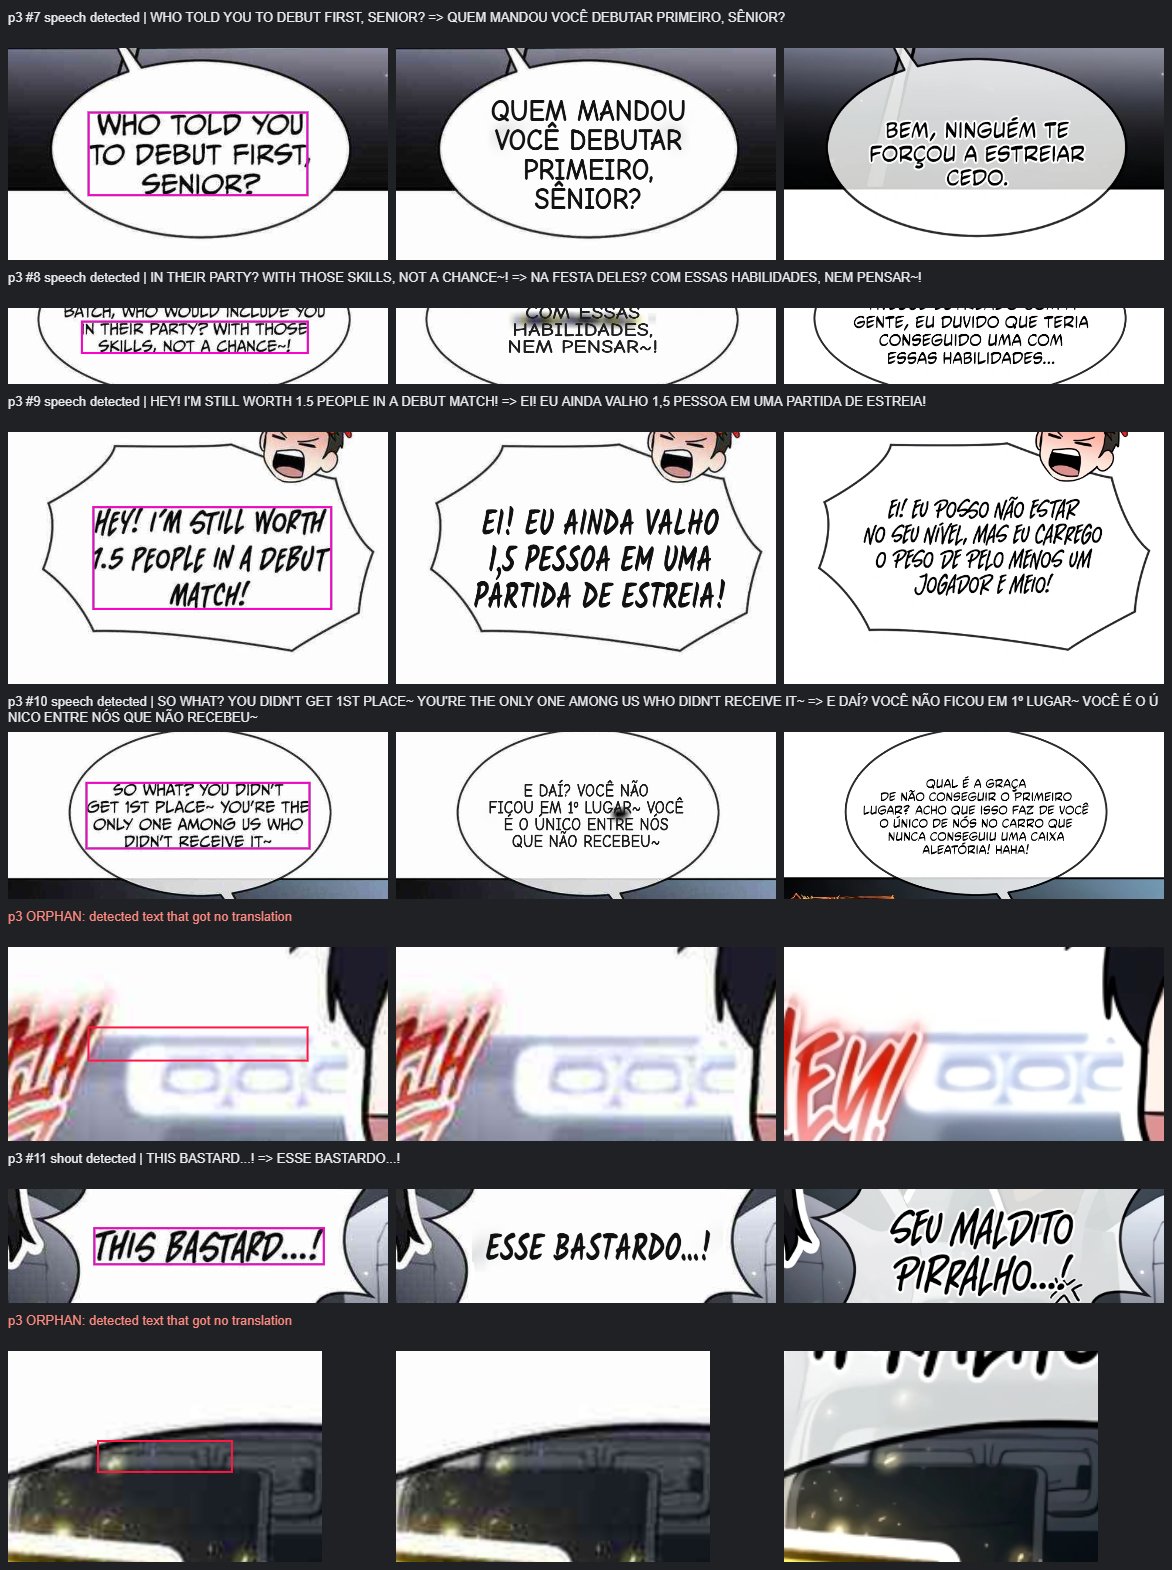 p3 #7 speech detected | WHO TOLD YOU TO DEBUT FIRST, SENIOR? => QUEM MANDOU VOCÊ DEBUTAR PRIMEIRO, SÊNIOR?
WHO TOLD YOU
TO DEBUT FIRST,
SENIOR?
QUEM MANDOU
VOCÊ DEBUTAR
PRIMEIRO,
SÊNIOR?
BEM, NINGUÉM TE
FORÇOU A ESTREIAR
CEDO.
p3 #8 speech detected | IN THEIR PARTY? WITH THOSE SKILLS, NOT A CHANCE~! => NA FESTA DELES? COM ESSAS HABILIDADES, NEM PENSAR~!
BATCH, WHO WOULD INCLUDE YOU
IN THEIR PARTY? WITH THOSE
SKILLS, NOT A CHANCE~!
COM ESSAS
HABILIDADES,
NEM PENSAR~!
GENTE, EU DUVIDO QUE TERIA
CONSEGUIDO UMA COM
ESSAS HABILIDADES...
p3 #9 speech detected | HEY! I'M STILL WORTH 1.5 PEOPLE IN A DEBUT MATCH! => EI! EU AINDA VALHO 1,5 PESSOA EM UMA PARTIDA DE ESTREIA!
HEY! I'M STILL WORTH
1.5 PEOPLE IN A DEBUT
MATCH!
EI! EU AINDA VALHO
1,5 PESSOA EM UMA
PARTIDA DE ESTREIA!
EI! EU POSSO NÃO ESTAR
NO SEU NÍVEL, MAS EU CARREGO
O PESO DE PELO MENOS UM
JOGADOR E MEIO!
p3 #10 speech detected | SO WHAT? YOU DIDN'T GET 1ST PLACE~ YOU'RE THE ONLY ONE AMONG US WHO DIDN'T RECEIVE IT~ => E DAÍ? VOCÊ NÃO FICOU EM 1º LUGAR~ VOCÊ É O Ú
NICO ENTRE NÓS QUE NÃO RECEBEU~
SO WHAT? YOU DIDN'T
GET 1ST PLACE~ YOU'RE THE
ONLY ONE AMONG US WHO
DIDN'T RECEIVE IT~
E DAÍ? VOCÊ NÃO
FICOU EM 1º LUGAR~ VOCÊ
É O ÚNICO ENTRE NÓS
QUE NÃO RECEBEU~
QUAL É A GRAÇA
DE NÃO CONSEGUIR O PRIMEIRO
LUGAR? ACHO QUE ISSO FAZ DE VOCÊ
O ÚNICO DE NÓS NO CARRO QUE
NUNCA CONSEGUIU UMA CAIXA
ALEATÓRIA! HAHA!
p3 ORPHAN: detected text that got no translation
p3 #11 shout detected | THIS BASTARD...! => ESSE BASTARDO...!
THIS BASTARD...!
ESSE BASTARDO...!
SEU MALDITO
PIRRALHO...!
p3 ORPHAN: detected text that got no translation